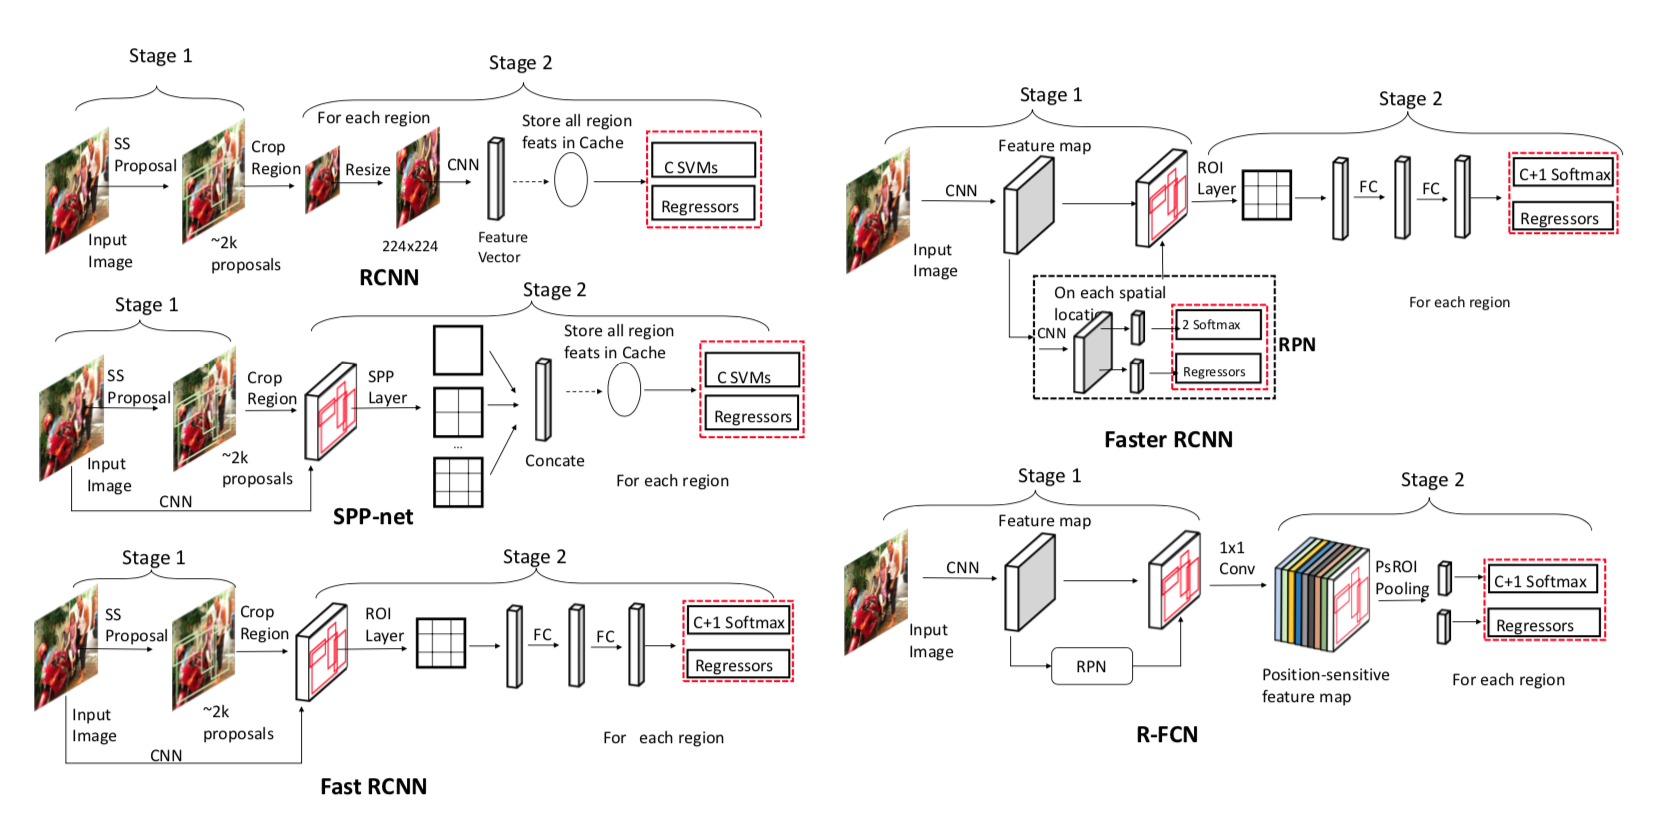 Stage 1
Stage 2
For each region
SS
Proposal
Crop
Region
Resize
CNN
Store all region
feats in Cache
C SVMs
Regressors
Input
Image
~2k
proposals
224x224
Feature
Vector
RCNN
Stage 1
Stage 2
SS
Proposal
Crop
Region
SPP
Layer
...
Store all region
feats in Cache
C SVMs
Regressors
Input
Image
~2k
proposals
CNN
Concate
For each region
SPP-net
Stage 1
Stage 2
SS
Proposal
Crop
Region
ROI
Layer
FC
FC
C+1 Softmax
Regressors
Input
Image
~2k
proposals
CNN
For each region
Fast RCNN
Stage 1
Stage 2
Feature map
CNN
Input
Image
ROI
Layer
FC
FC
C+1 Softmax
Regressors
For each region
On each spatial
locatic
CNN
2 Softmax
Regressors
RPN
Faster RCNN
Stage 1
Stage 2
Feature map
CNN
Input
Image
RPN
1x1
Conv
PsROI
Pooling
C+1 Softmax
Regressors
Position-sensitive
feature map
For each region
R-FCN